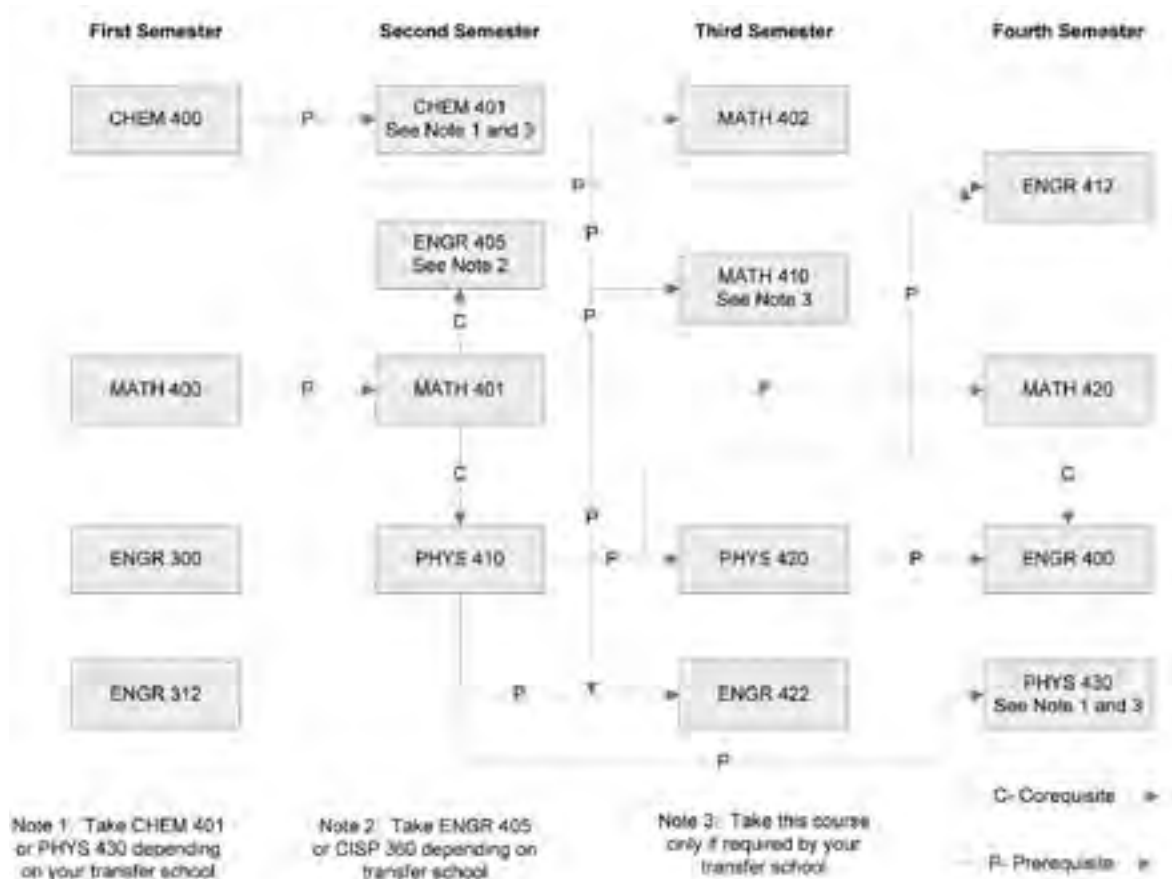 First Semester
Second Semester
Third Semester
Fourth Semester
CHEM 400
P
CHEM 401
See Note 1 and 3
MATH 402
P
ENGR 412
P
ENGR 405
See Note 2
MATH 410
See Note 3
P
P
C
MATH 400
P
MATH 401
P
MATH 420
C
C
P
ENGR 300
PHYS 410
P
PHYS 420
P
ENGR 400
ENGR 312
P
ENGR 422
PHYS 430
See Note 1 and 3
P
C- Corequisite
P- Prerequisite
Note 1: Take CHEM 401
or PHYS 430 depending
on your transfer school
Note 2: Take ENGR 405
or CISP 360 depending on
transfer school
Note 3: Take this course
only if required by your
transfer school